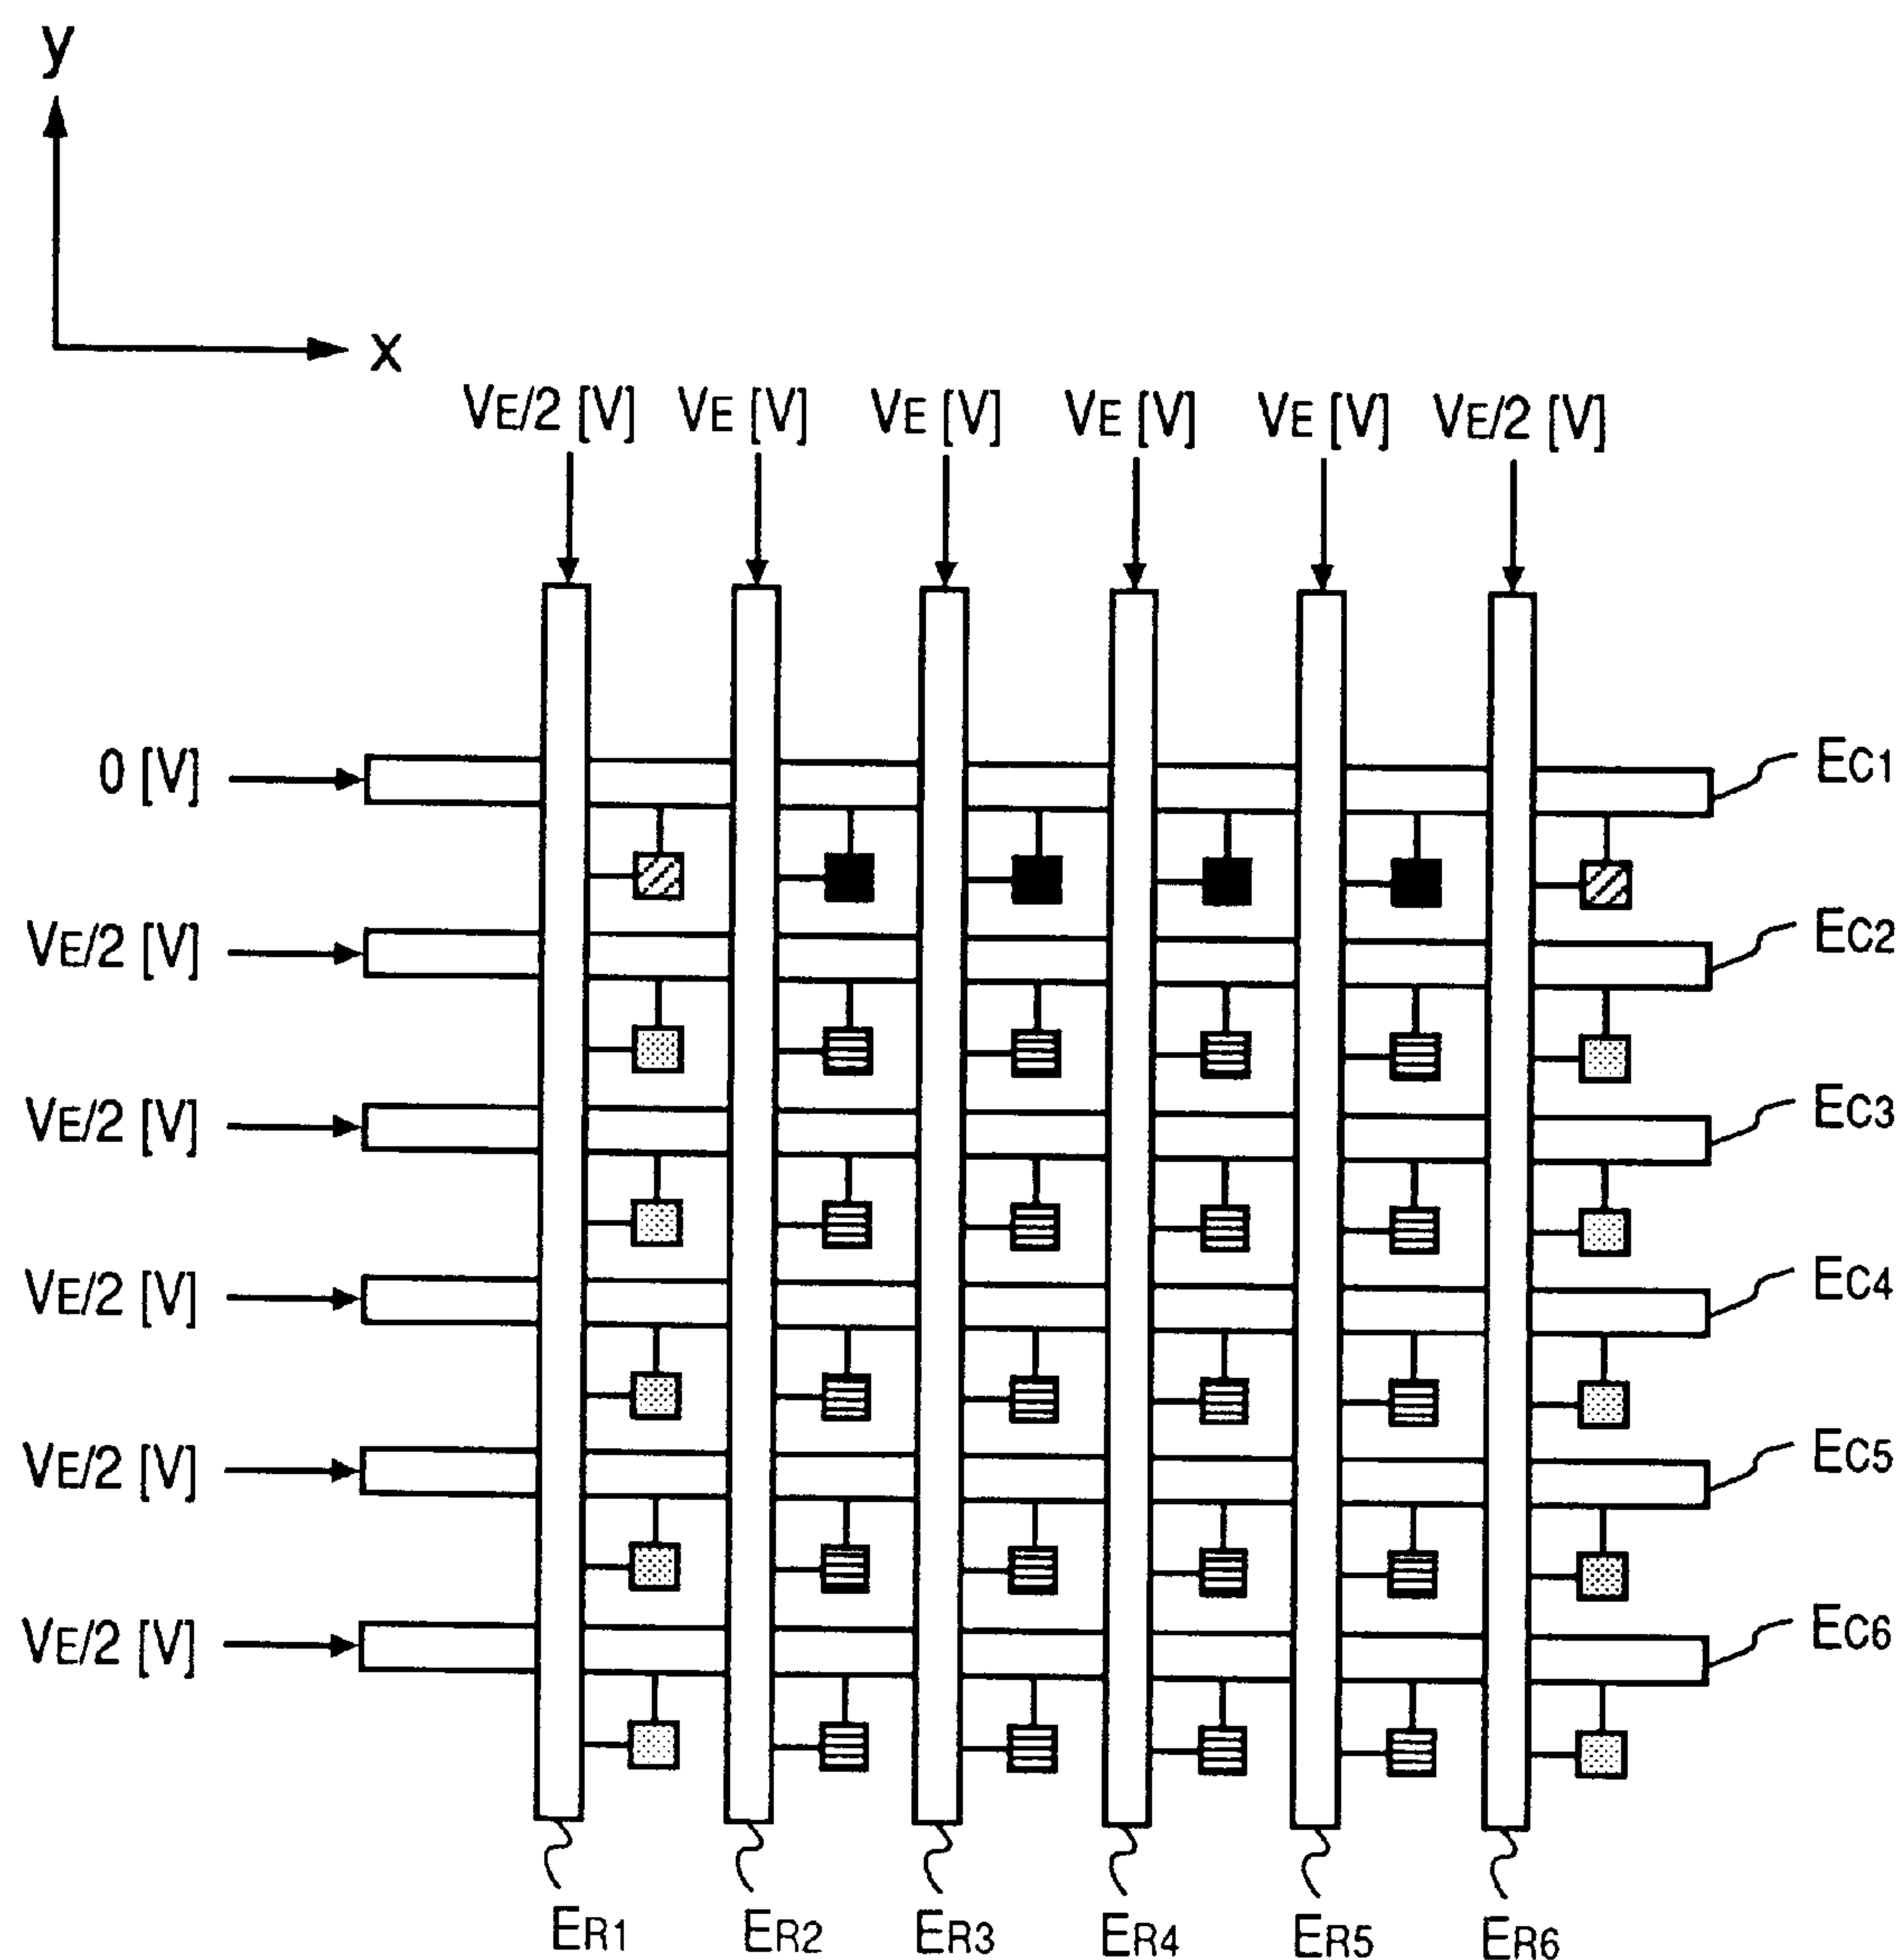 y
x
VE/2 [V] VE [V] VE [V] VE [V] VE [V] VE/2 [V]
0 [V] EC1
VE/2 [V] EC2
VE/2 [V] EC3
VE/2 [V] EC4
VE/2 [V] EC5
VE/2 [V] EC6
ER1 ER2 ER3 ER4 ER5 ER6